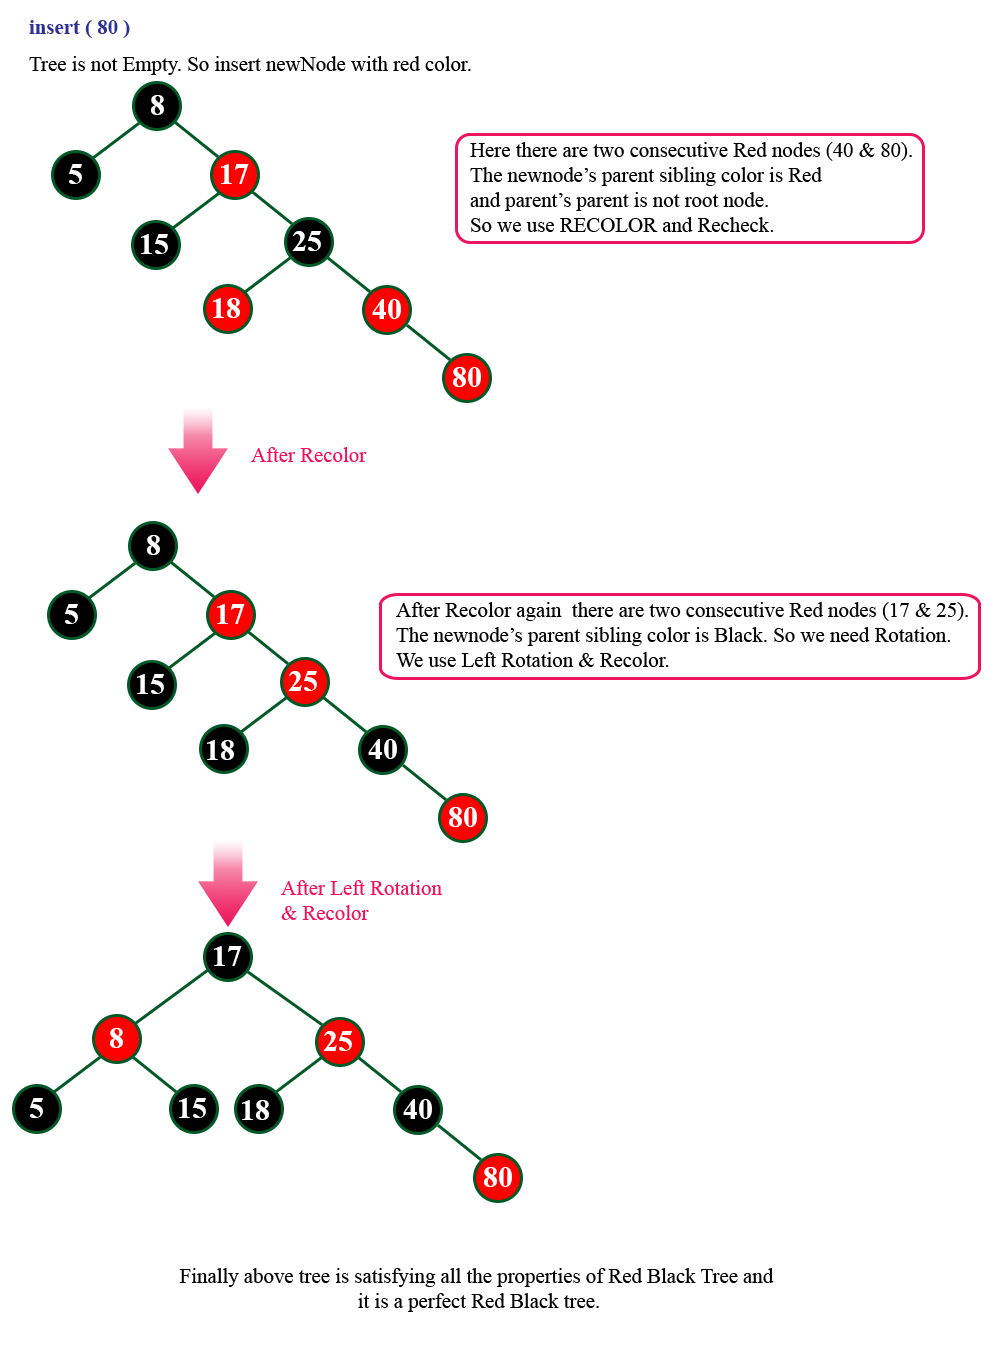 insert ( 80 )
Tree is not Empty. So insert newNode with red color.
8
5
17
15
25
18
40
80
Here there are two consecutive Red nodes (40 & 80).
The newnode’s parent sibling color is Red
and parent’s parent is not root node.
So we use RECOLOR and Recheck.
After Recolor
8
5
17
15
25
18
40
80
After Recolor again  there are two consecutive Red nodes (17 & 25).
The newnode’s parent sibling color is Black. So we need Rotation.
We use Left Rotation & Recolor.
After Left Rotation
& Recolor
17
8
25
5
15
18
40
80
Finally above tree is satisfying all the properties of Red Black Tree and
it is a perfect Red Black tree.